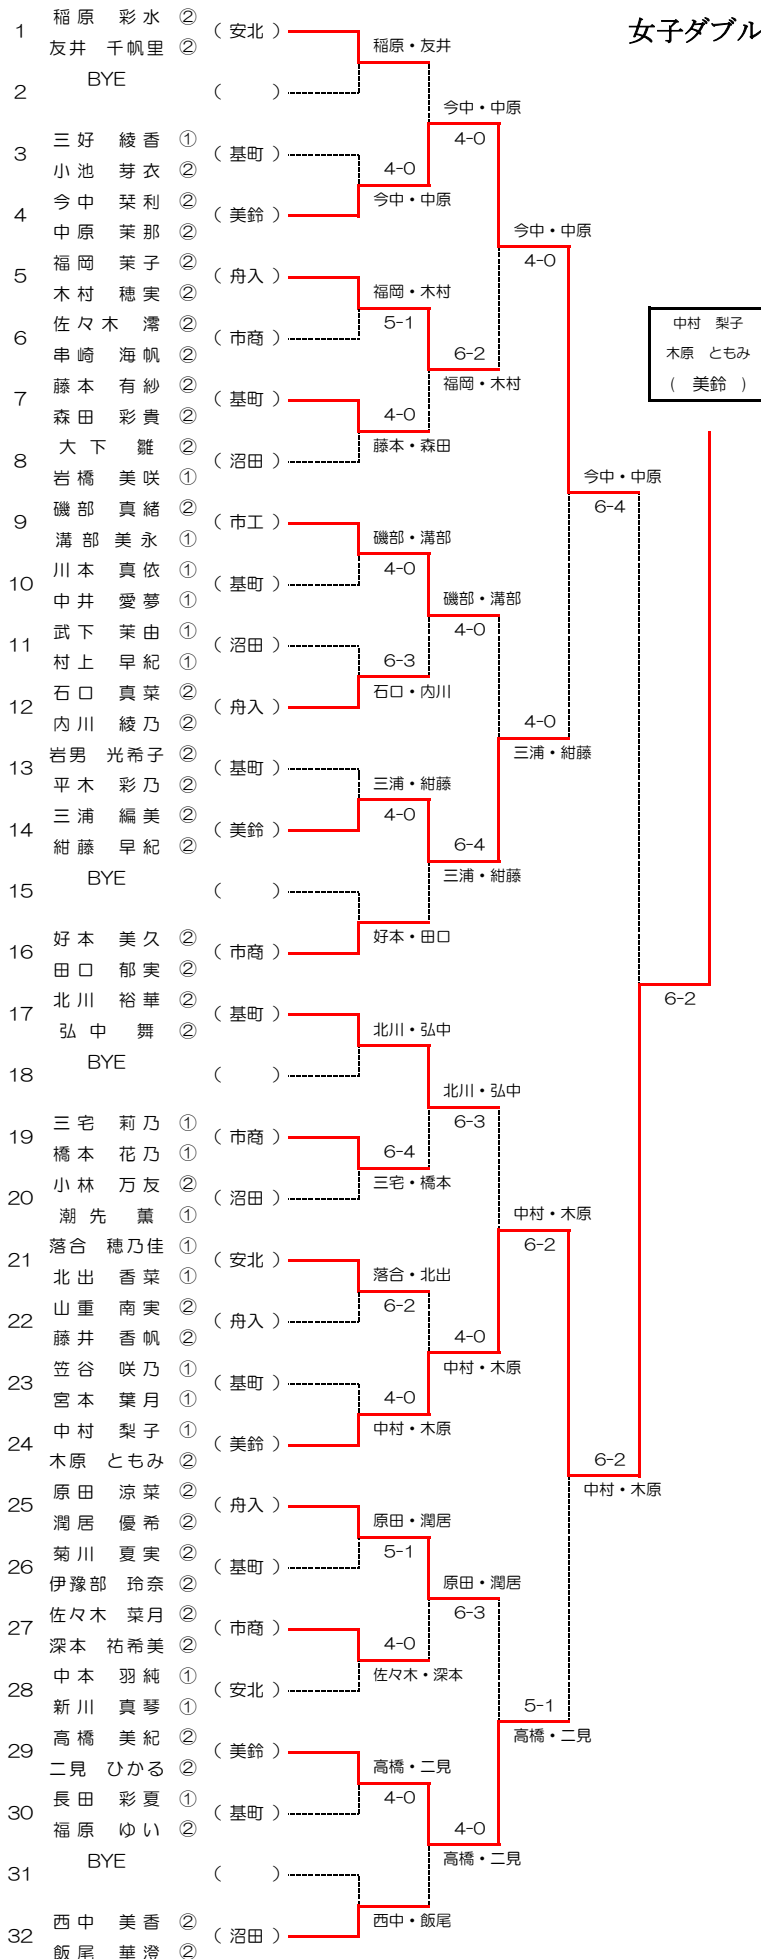 女子ダブル
1 稲原 彩水 ② 友井 千帆里 ② ( 安北 )
2 BYE ( )
3 三好 綾香 ① 小池 芽衣 ② ( 基町 )
4 今中 栞利 ② 中原 茉那 ② ( 美鈴 )
5 福岡 茉子 ② 木村 穂実 ② ( 舟入 )
6 佐々木 澪 ② 串崎 海帆 ② ( 市商 )
7 藤本 有紗 ② 森田 彩貴 ② ( 基町 )
8 大下 雛 ② 岩橋 美咲 ① ( 沼田 )
9 磯部 真緒 ② 溝部 美永 ① ( 市工 )
10 川本 真依 ① 中井 愛夢 ① ( 基町 )
11 武下 茉由 ① 村上 早紀 ① ( 沼田 )
12 石口 真菜 ② 内川 綾乃 ② ( 舟入 )
13 岩男 光希子 ② 平木 彩乃 ② ( 基町 )
14 三浦 編美 ② 紺藤 早紀 ② ( 美鈴 )
15 BYE ( )
16 好本 美久 ② 田口 郁実 ② ( 市商 )
17 北川 裕華 ② 弘中 舞 ② ( 基町 )
18 BYE ( )
19 三宅 莉乃 ① 橋本 花乃 ① ( 市商 )
20 小林 万友 ② 潮先 薫 ① ( 沼田 )
21 落合 穂乃佳 ① 北出 香菜 ① ( 安北 )
22 山重 南実 ② 藤井 香帆 ② ( 舟入 )
23 笠谷 咲乃 ① 宮本 葉月 ① ( 基町 )
24 中村 梨子 ① 木原 ともみ ② ( 美鈴 )
25 原田 涼菜 ② 潤居 優希 ② ( 舟入 )
26 菊川 夏実 ② 伊豫部 玲奈 ② ( 基町 )
27 佐々木 菜月 ② 深本 祐希美 ② ( 市商 )
28 中本 羽純 ① 新川 真琴 ① ( 安北 )
29 高橋 美紀 ② 二見 ひかる ② ( 美鈴 )
30 長田 彩夏 ① 福原 ゆい ② ( 基町 )
31 BYE ( )
32 西中 美香 ② 飯尾 華澄 ② ( 沼田 )
稲原・友井
4-0
今中・中原
福岡・木村
5-1
4-0
藤本・森田
磯部・溝部
4-0
6-3
石口・内川
三浦・紺藤
4-0
好本・田口
北川・弘中
6-4
三宅・橋本
落合・北出
6-2
4-0
中村・木原
原田・潤居
5-1
4-0
佐々木・深本
高橋・二見
4-0
西中・飯尾
今中・中原
4-0
6-2
福岡・木村
磯部・溝部
4-0
6-4
三浦・紺藤
北川・弘中
6-3
4-0
中村・木原
原田・潤居
6-3
4-0
高橋・二見
今中・中原
4-0
4-0
三浦・紺藤
中村・木原
6-2
5-1
高橋・二見
今中・中原
6-4
6-2
中村・木原
6-2
中村 梨子
木原 ともみ
( 美鈴 )